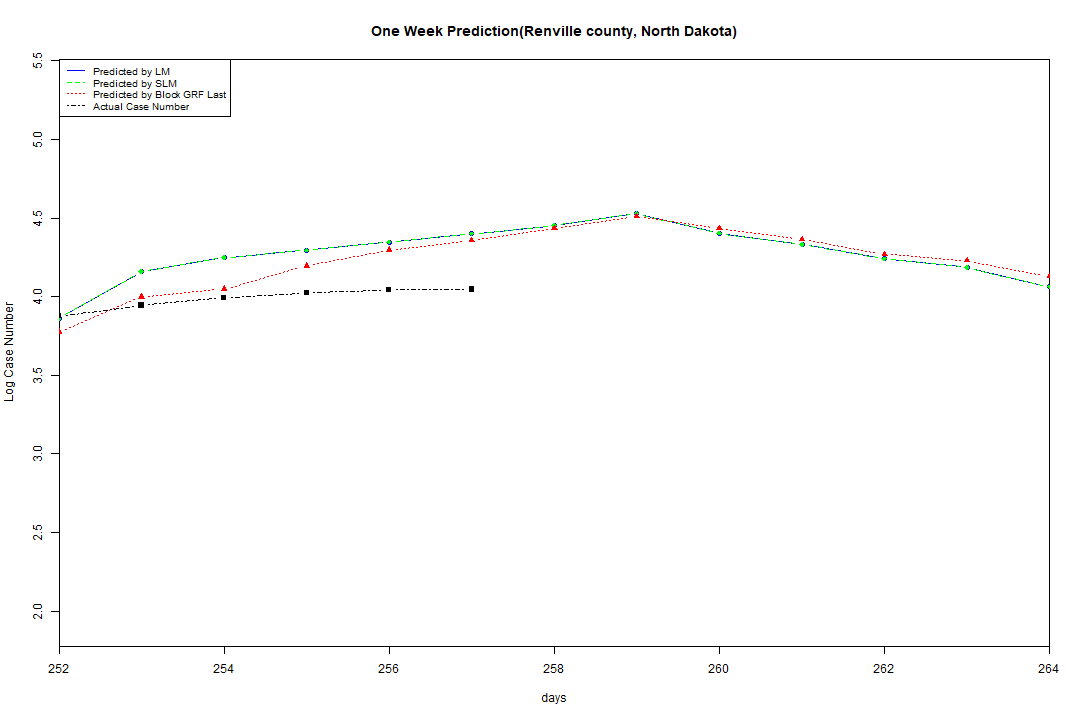 One Week Prediction(Renville county, North Dakota)
Predicted by LM
Predicted by SLM
Predicted by Block GRF Last
Actual Case Number
Log Case Number
5.5
5.0
4.5
4.0
3.5
3.0
2.5
2.0
252 254 256 258 260 262 264
days